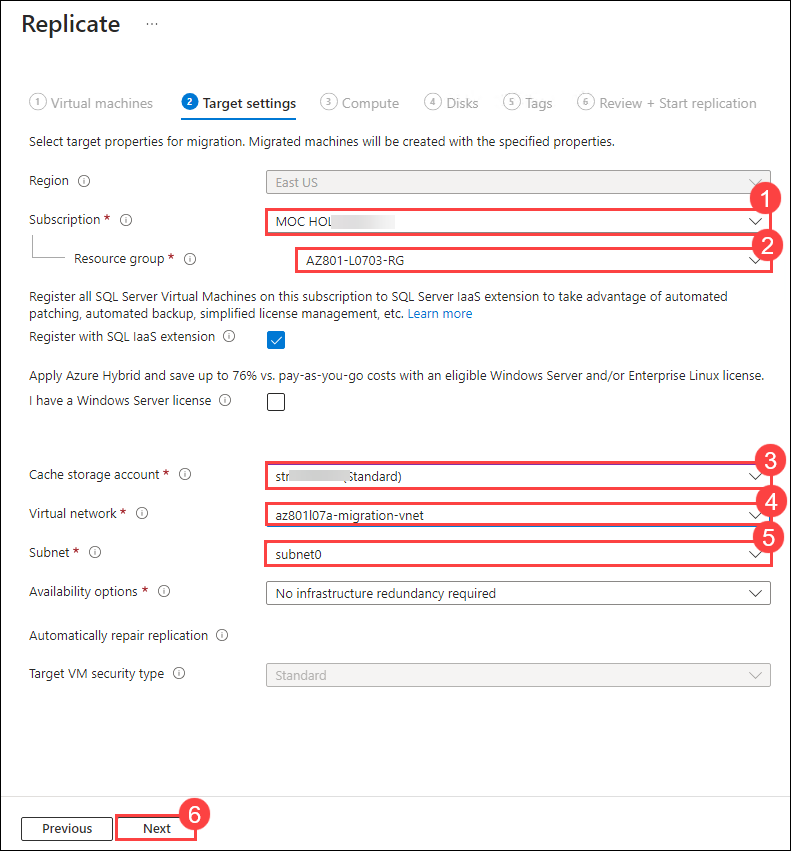 Replicate ...
1 Virtual machines 2 Target settings 3 Compute 4 Disks 5 Tags 6 Review + Start replication
Select target properties for migration. Migrated machines will be created with the specified properties.
Region East US
1
Subscription * MOC HOL
2
Resource group * AZ801-L0703-RG
Register all SQL Server Virtual Machines on this subscription to SQL Server IaaS extension to take advantage of automated
patching, automated backup, simplified license management, etc. Learn more
Register with SQL IaaS extension
Apply Azure Hybrid and save up to 76% vs. pay-as-you-go costs with an eligible Windows Server and/or Enterprise Linux license.
I have a Windows Server license
3
Cache storage account * str (Standard)
4
Virtual network * az801l07a-migration-vnet
5
Subnet * subnet0
Availability options * No infrastructure redundancy required
Automatically repair replication
Target VM security type Standard
6
Previous Next